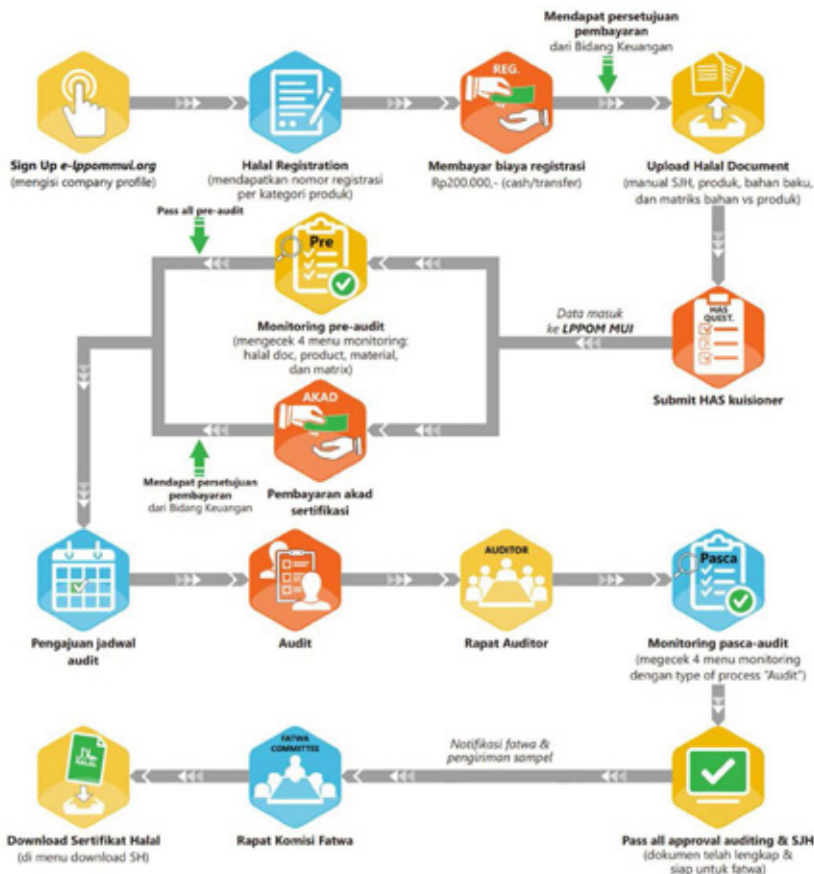 Mendapat persetujuan
pembayaran
dari Bidang Keuangan
REG.
Sign Up e-lppommui.org
(mengisi company profile)
Halal Registration
(mendapatkan nomor registrasi
per kategori produk)
Membayar biaya registrasi
Rp200.000,- (cash/transfer)
Upload Halal Document
(manual SJH, produk, bahan baku,
dan matriks bahan vs produk)
Pass all pre-audit
Pre
Monitoring pre-audit
(mengecek 4 menu monitoring:
halal doc, product, material,
dan matrix)
Data masuk
ke LPPOM MUI
HAS
QUEST.
Submit HAS kuisioner
AKAD
Mendapat persetujuan
pembayaran
dari Bidang Keuangan
Pembayaran akad
sertifikasi
AUDITOR
Pasca
Pengajuan jadwal
audit
Audit
Rapat Auditor
Monitoring pasca-audit
(megecek 4 menu monitoring
dengan type of process "Audit")
HALAL
FATWA
COMMITTEE
Notifikasi fatwa &
pengiriman sampel
Download Sertifikat Halal
(di menu download SH)
Rapat Komisi Fatwa
Pass all approval auditing & SJH
(dokumen telah lengkap &
siap untuk fatwa)